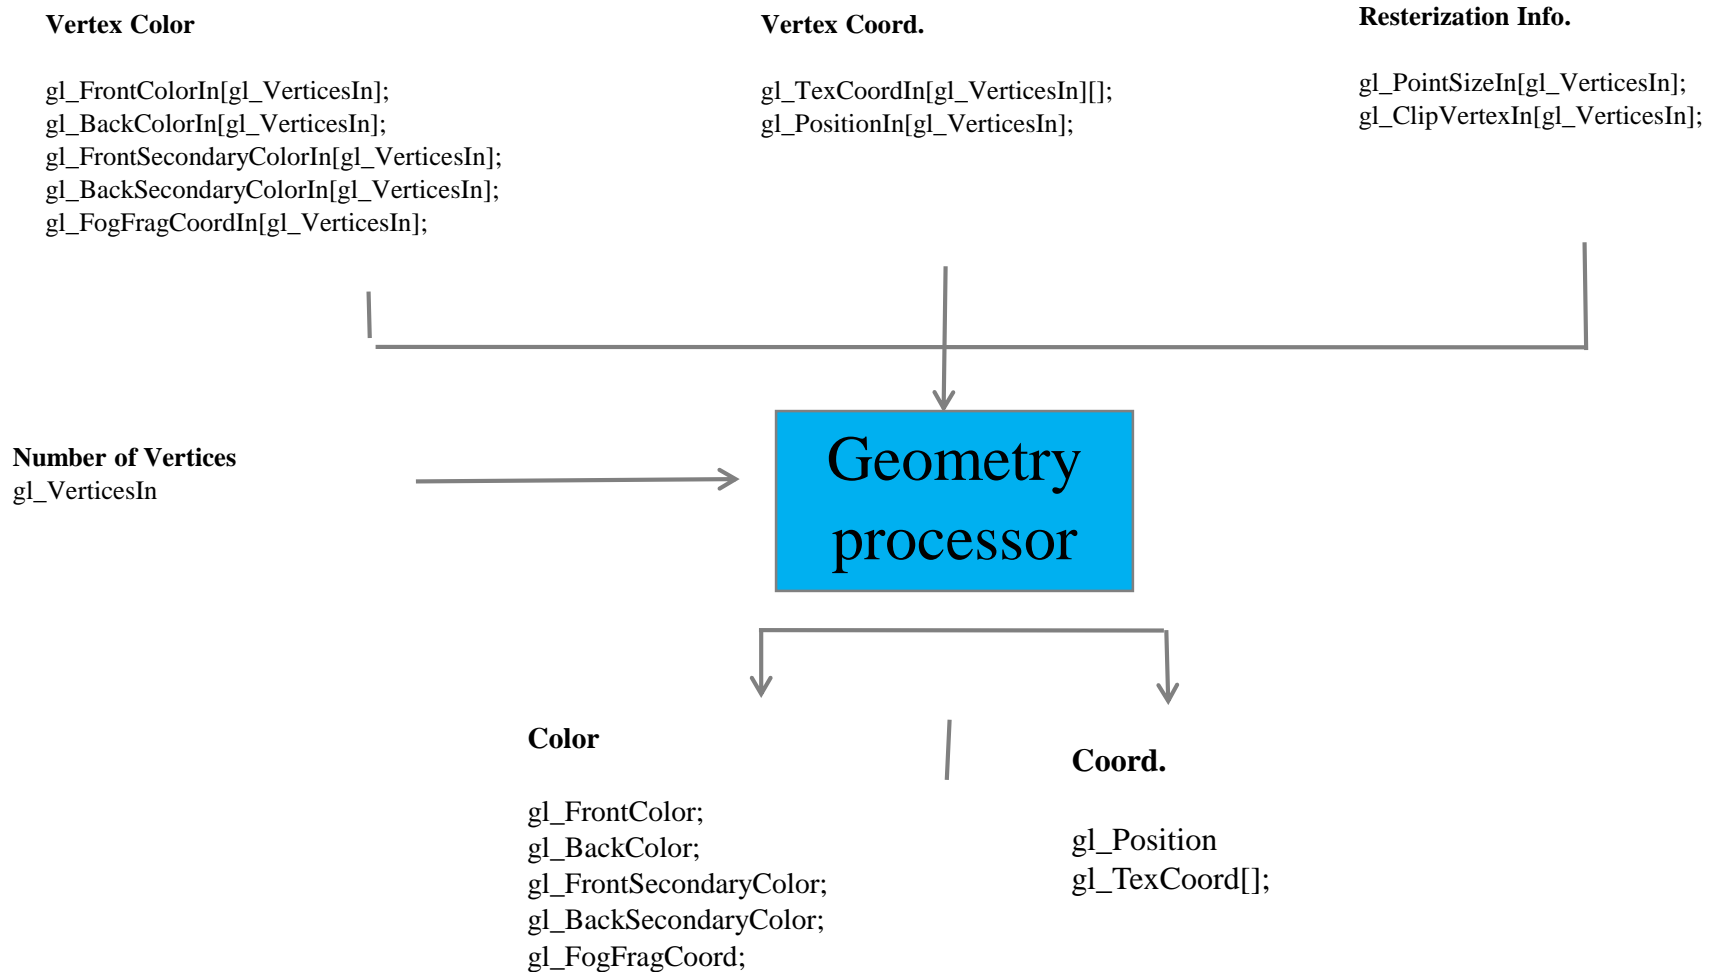 Vertex Color
gl_FrontColorIn[gl_VerticesIn];
gl_BackColorIn[gl_VerticesIn];
gl_FrontSecondaryColorIn[gl_VerticesIn];
gl_BackSecondaryColorIn[gl_VerticesIn];
gl_FogFragCoordIn[gl_VerticesIn];
Vertex Coord.
gl_TexCoordIn[gl_VerticesIn][];
gl_PositionIn[gl_VerticesIn];
Resterization Info.
gl_PointSizeIn[gl_VerticesIn];
gl_ClipVertexIn[gl_VerticesIn];
Number of Vertices
gl_VerticesIn
Geometry
processor
Color
gl_FrontColor;
gl_BackColor;
gl_FrontSecondaryColor;
gl_BackSecondaryColor;
gl_FogFragCoord;
Coord.
gl_Position
gl_TexCoord[];